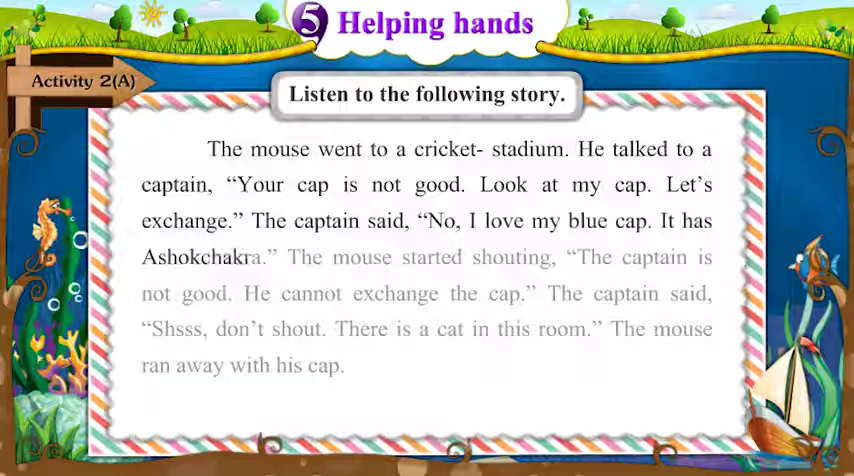 5 Helping hands
Activity 2(A)
Listen to the following story.
The mouse went to a cricket- stadium. He talked to a
captain, “Your cap is not good. Look at my cap. Let’s
exchange.” The captain said, “No, I love my blue cap. It has
Ashokchakra.” The mouse started shouting, “The captain is
not good. He cannot exchange the cap.” The captain said,
“Shsss, don’t shout. There is a cat in this room.” The mouse
ran away with his cap.